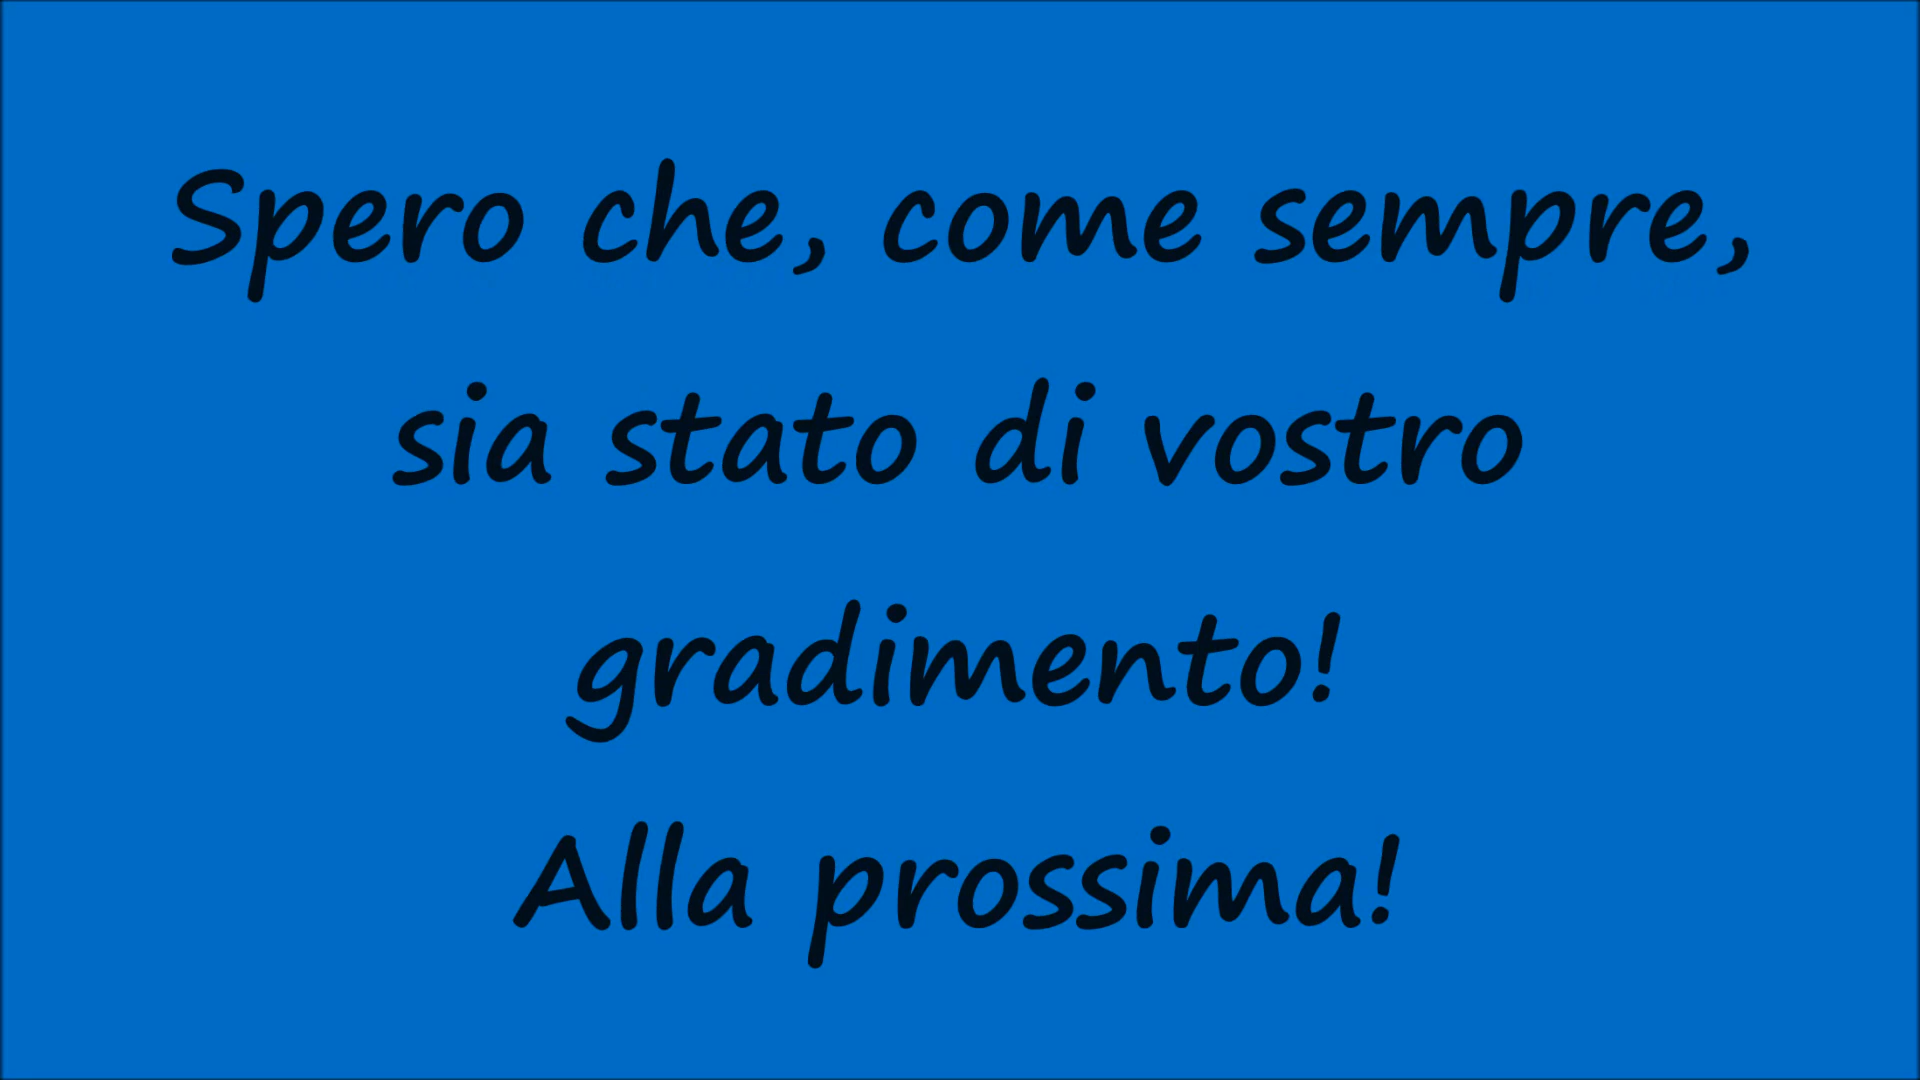 Spero che, come sempre,
sia stato di vostro
gradimento!
Alla prossima!